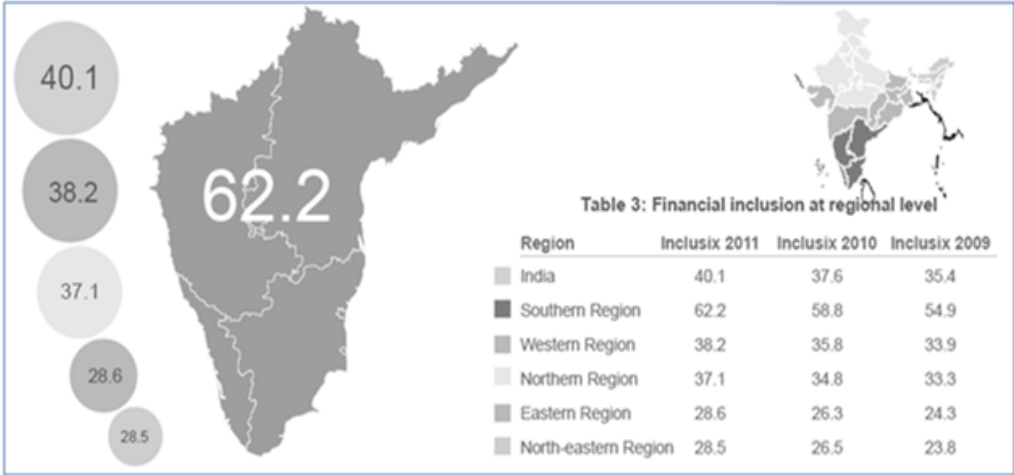 40.1
38.2
37.1
28.6
28.5
62.2
Table 3: Financial inclusion at regional level
Region Inclusix 2011 Inclusix 2010 Inclusix 2009
India 40.1 37.6 35.4
Southern Region 62.2 58.8 54.9
Western Region 38.2 35.8 33.9
Northern Region 37.1 34.8 33.3
Eastern Region 28.6 26.3 24.3
North-eastern Region 28.5 26.5 23.8